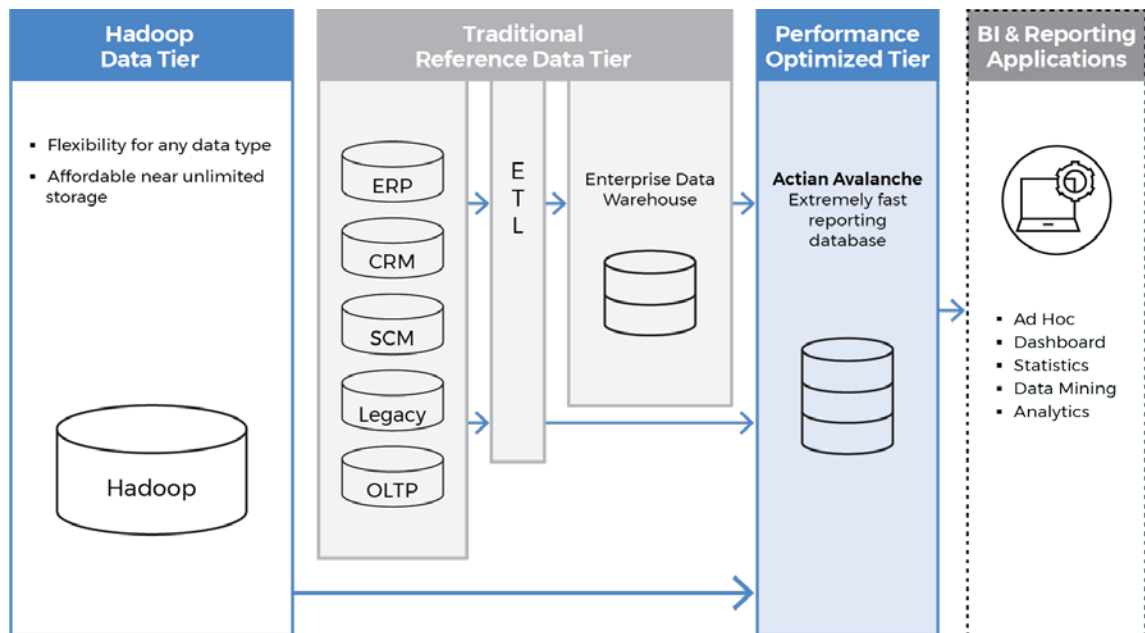 Hadoop
Data Tier
▪ Flexibility for any data type
▪ Affordable near unlimited
storage
Hadoop
Traditional
Reference Data Tier
ERP
CRM
SCM
Legacy
OLTP
E
T
L
Enterprise Data
Warehouse
Performance
Optimized Tier
Actian Avalanche
Extremely fast
reporting
database
BI & Reporting
Applications
▪ Ad Hoc
▪ Dashboard
▪ Statistics
▪ Data Mining
▪ Analytics